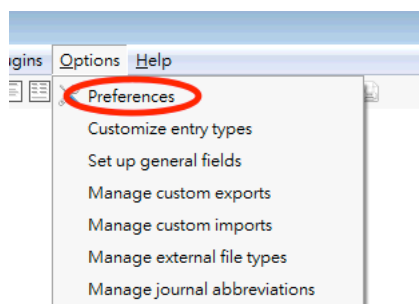 ugins Options Help
Preferences
Customize entry types
Set up general fields
Manage custom exports
Manage custom imports
Manage external file types
Manage journal abbreviations